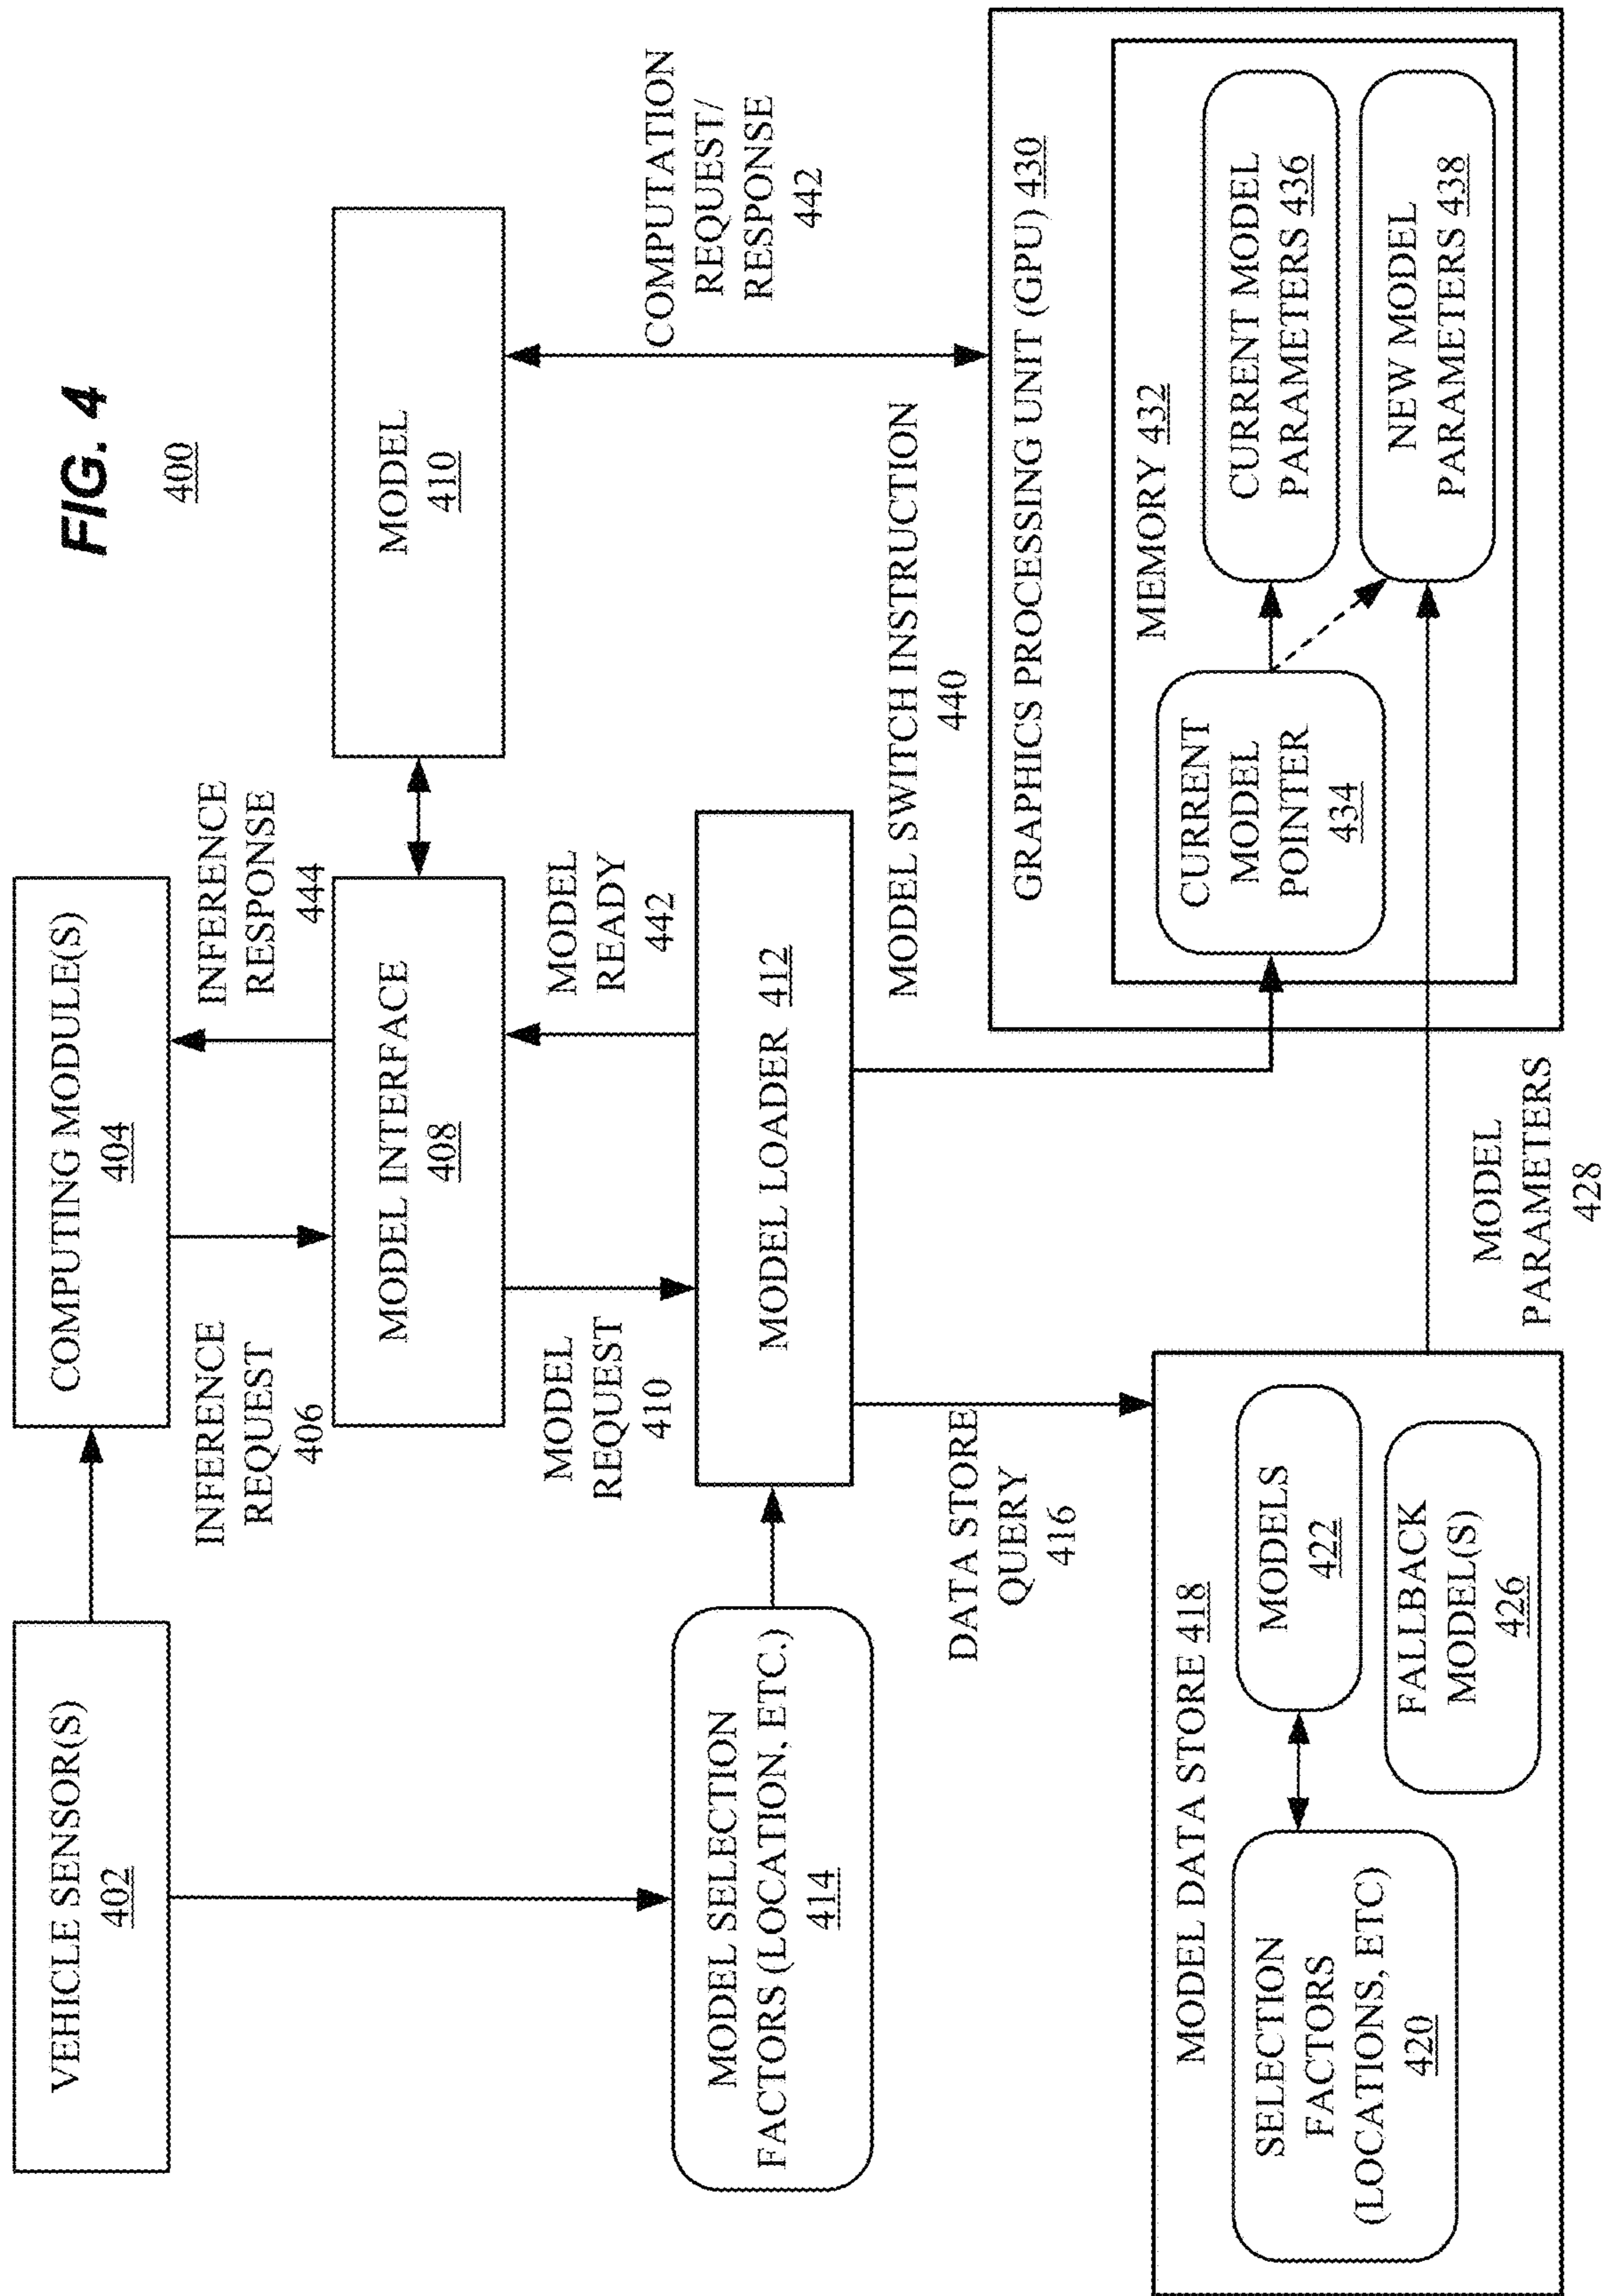 FIG. 4
400
VEHICLE SENSOR(S)
402
COMPUTING MODULE(S)
404
INFERENCE
REQUEST
406
INFERENCE
RESPONSE
444
MODEL INTERFACE
408
MODEL
410
MODEL
REQUEST
410
MODEL
READY
442
COMPUTATION
REQUEST/
RESPONSE
442
MODEL SELECTION
FACTORS (LOCATION, ETC.)
414
MODEL LOADER 412
DATA STORE
QUERY
416
MODEL SWITCH INSTRUCTION
440
MODEL DATA STORE 418
SELECTION
FACTORS
(LOCATIONS, ETC)
420
MODELS
422
FALLBACK
MODEL(S)
426
MODEL
PARAMETERS
428
GRAPHICS PROCESSING UNIT (GPU) 430
MEMORY 432
CURRENT
MODEL
POINTER
434
CURRENT MODEL
PARAMETERS 436
NEW MODEL
PARAMETERS 438